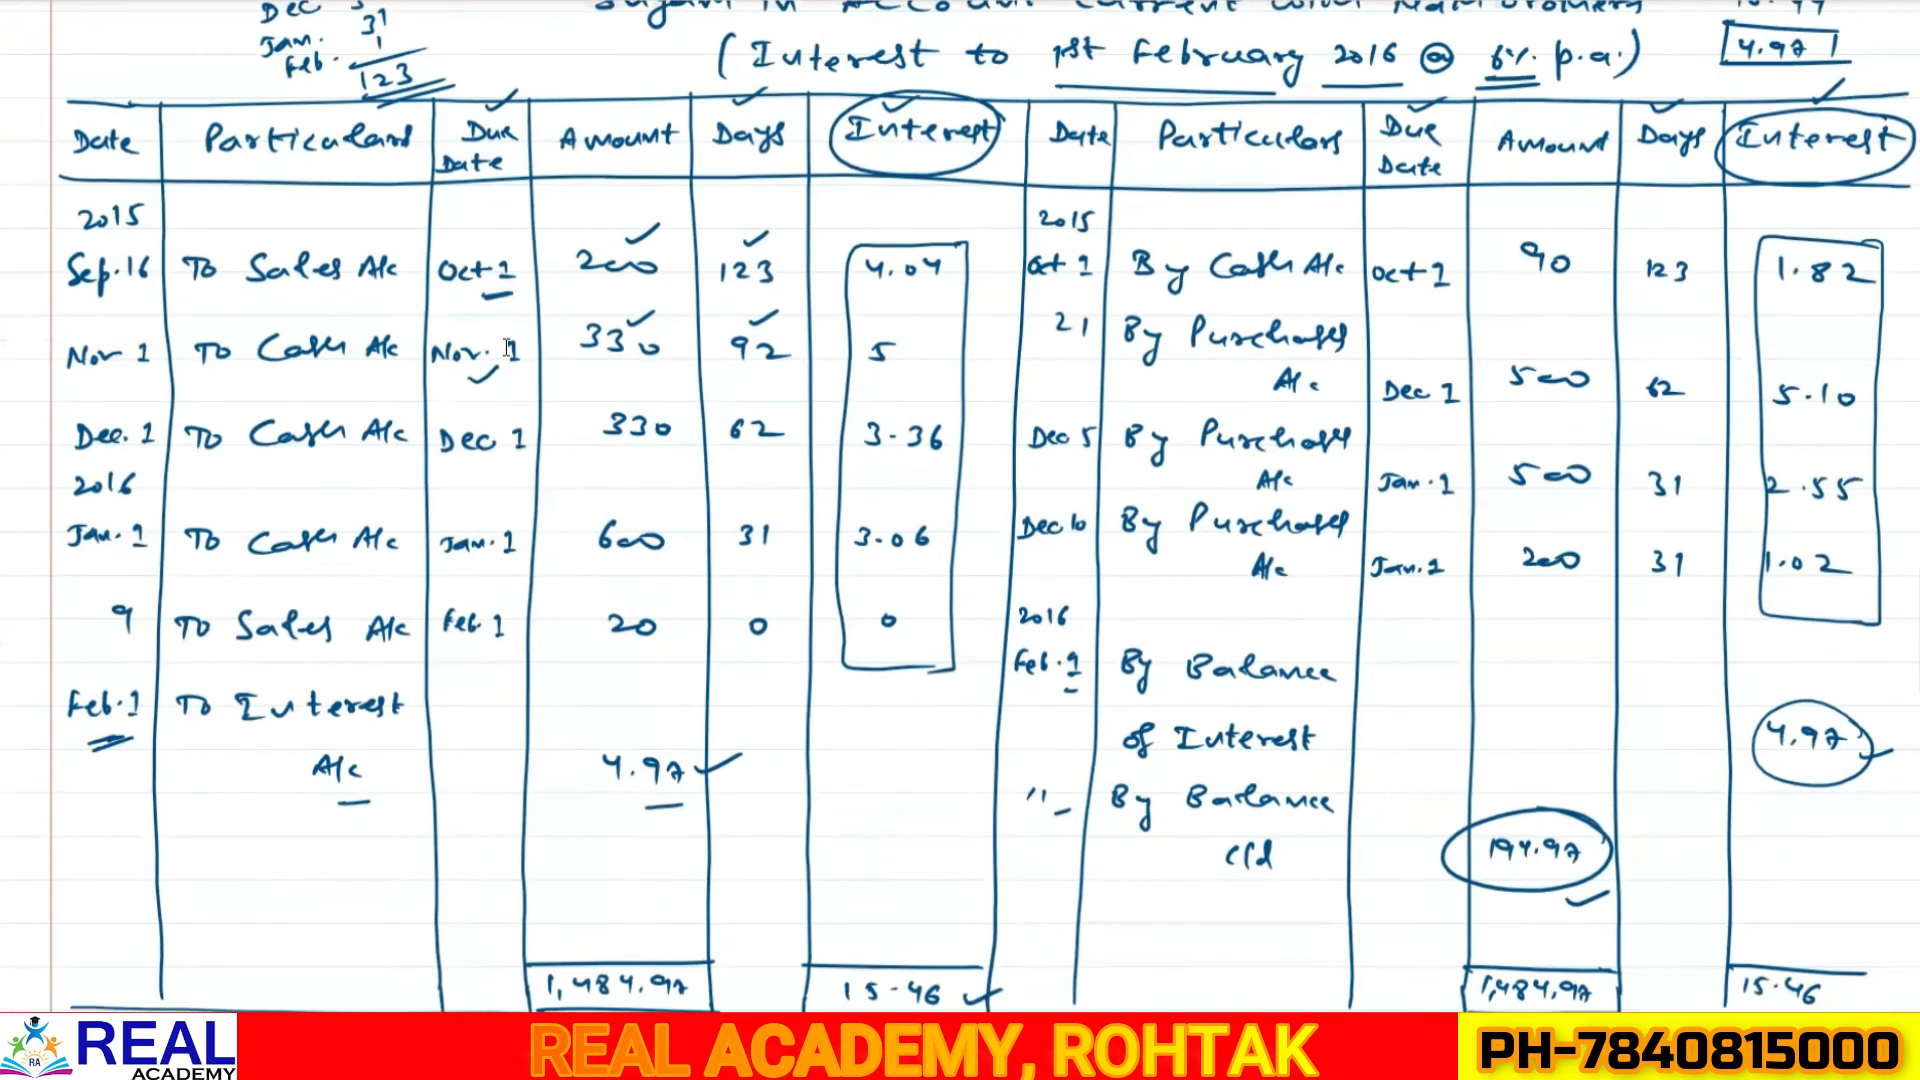 Dec 31
Jan. 1
Feb.
123
in Account Current with
4.97
(Interest to 1st February 2016 @ 6% p.a.)
Date Particulars Due Date Amount Days Interest Date Particulars Due Date Amount Days Interest
2015 2015
Sep.16 To Sales A/c Oct 1 200 123 4.04 Oct 1 By Cash A/c Oct 1 90 123 1.82
Nov 1 To Cash A/c Nov. 1 330 92 5 21 By Purchases
A/c Dec 1 500 62 5.10
Dec. 1 To Cash A/c Dec 1 330 62 3.36 Dec 5 By Purchases
2016 A/c Jan. 1 500 31 2.55
Jan. 1 To Cash A/c Jan. 1 600 31 3.06 Dec 10 By Purchases
A/c Jan. 1 200 31 1.02
9 To Sales A/c Feb 1 20 0 0 2016
Feb. 1 By Balance
Feb. 1 To Interest of Interest 4.97
A/c 4.97 " By Balance
c/d 194.97
1,484.97 15.46 1,484.97 15.46
REAL
ACADEMY
RA
REAL ACADEMY, ROHTAK
PH-7840815000